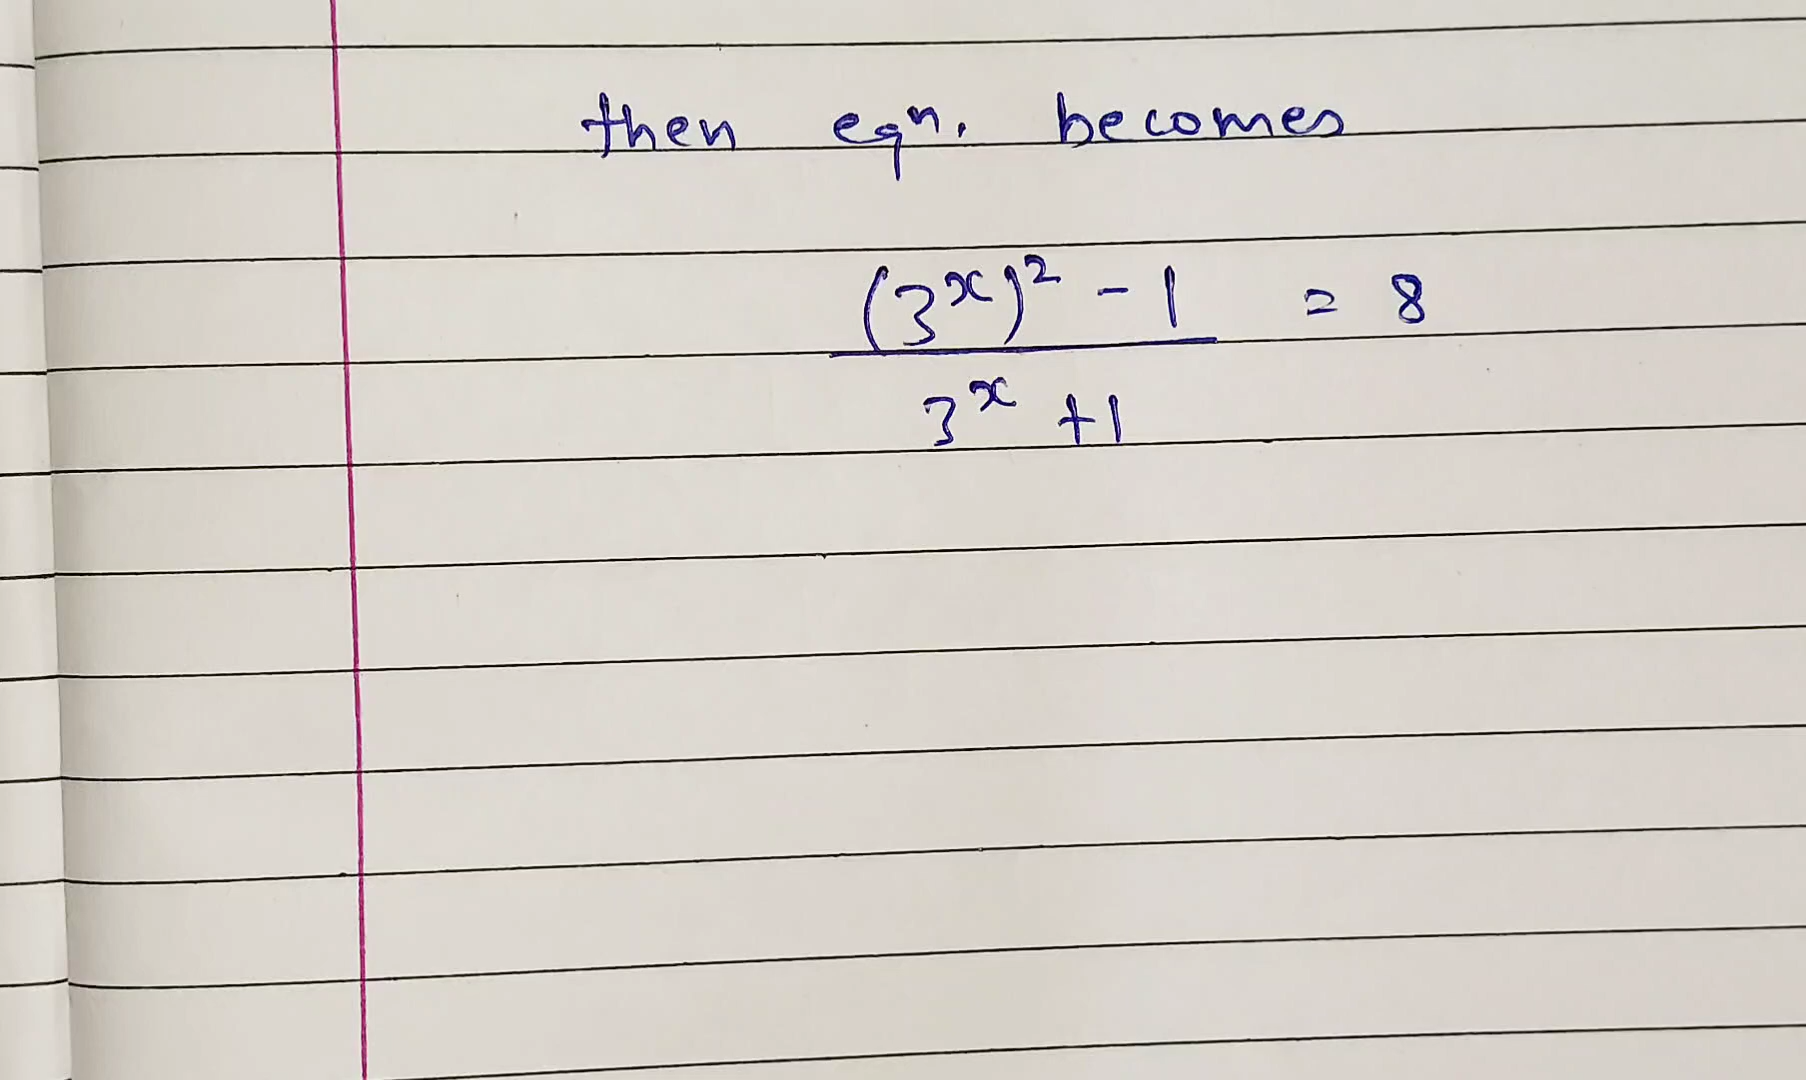 then eqn. becomes
(3^x)^2 - 1 = 8
3^x + 1